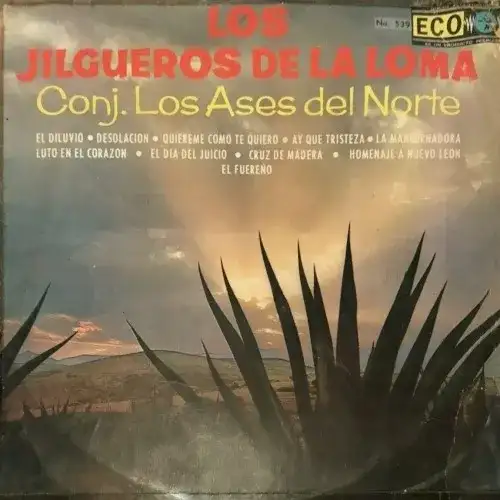 LOS
No. 539
ECO
JILGUEROS DE LA LOMA
Conj. Los Ases del Norte
EL DILUVIO • DESOLACION • QUIEREME COMO TE QUIERO • AY QUE TRISTEZA • LA MANCORNADORA
LUTO EN EL CORAZON • EL DIA DEL JUICIO • CRUZ DE MADERA • HOMENAJE A NUEVO LEON
EL FUEREÑO